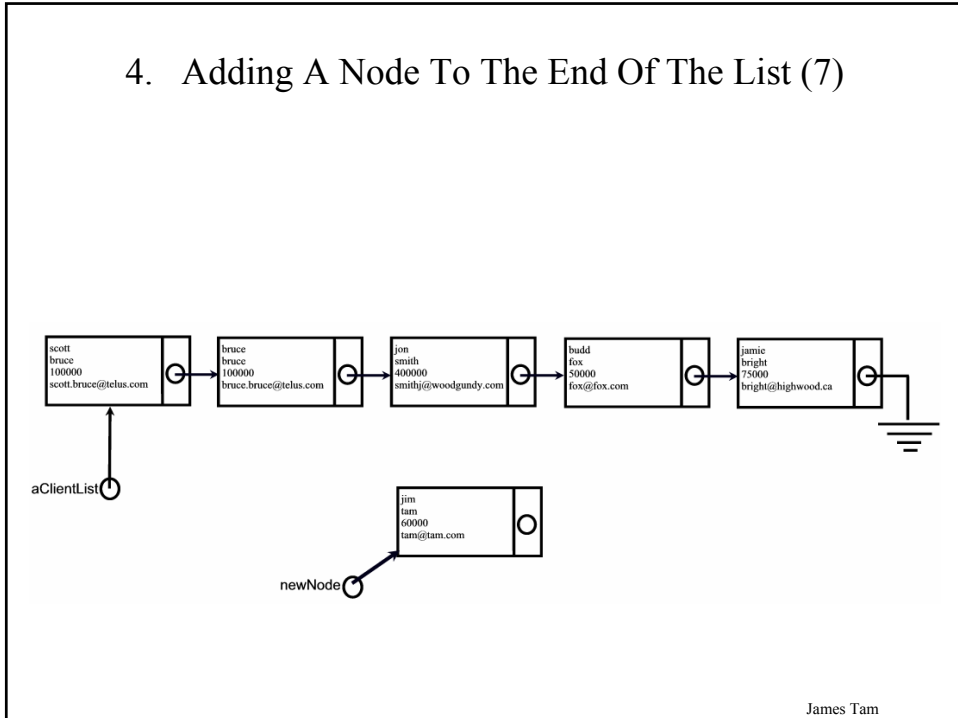 4. Adding A Node To The End Of The List (7)
scott
bruce
100000
scott.bruce@telus.com
bruce
bruce
100000
bruce.bruce@telus.com
jon
smith
400000
smithj@woodgundy.com
budd
fox
50000
fox@fox.com
jamie
bright
75000
bright@highwood.ca
aClientList
jim
tam
60000
tam@tam.com
newNode
James Tam